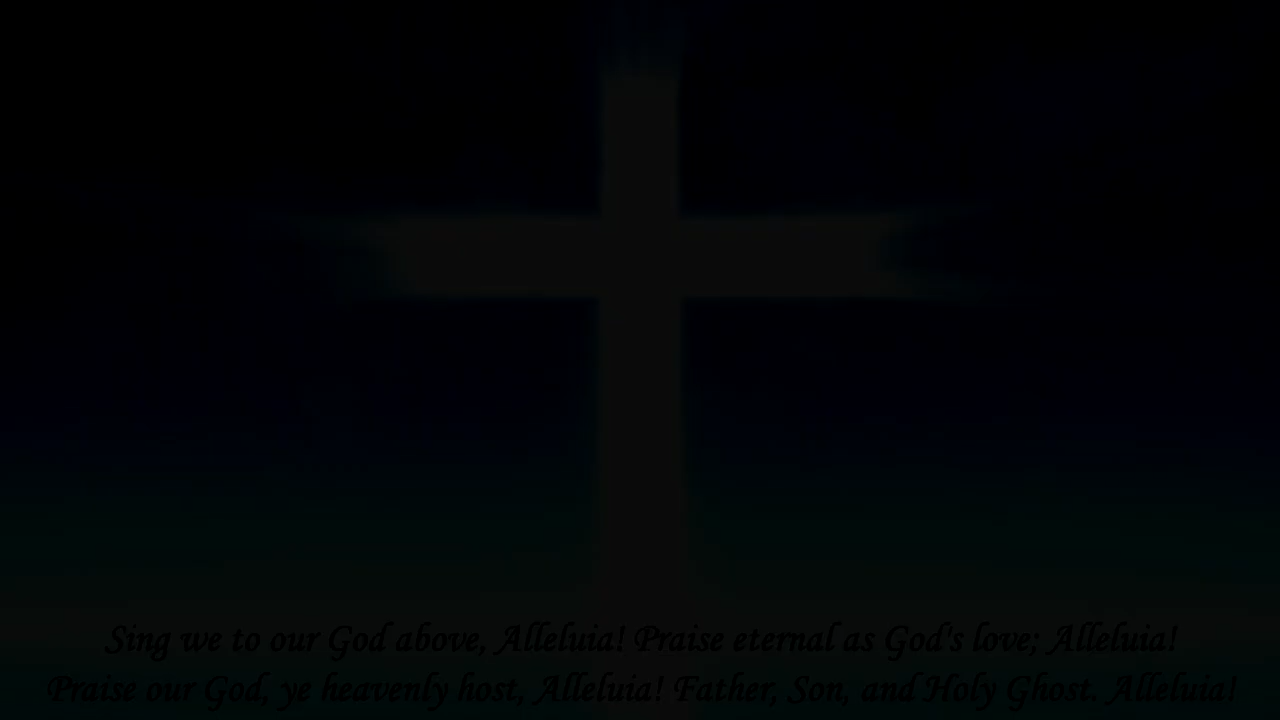 Sing we to our God above, Alleluia! Praise eternal as God's love; Alleluia!
Praise our God, ye heavenly host, Alleluia! Father, Son, and Holy Ghost. Alleluia!